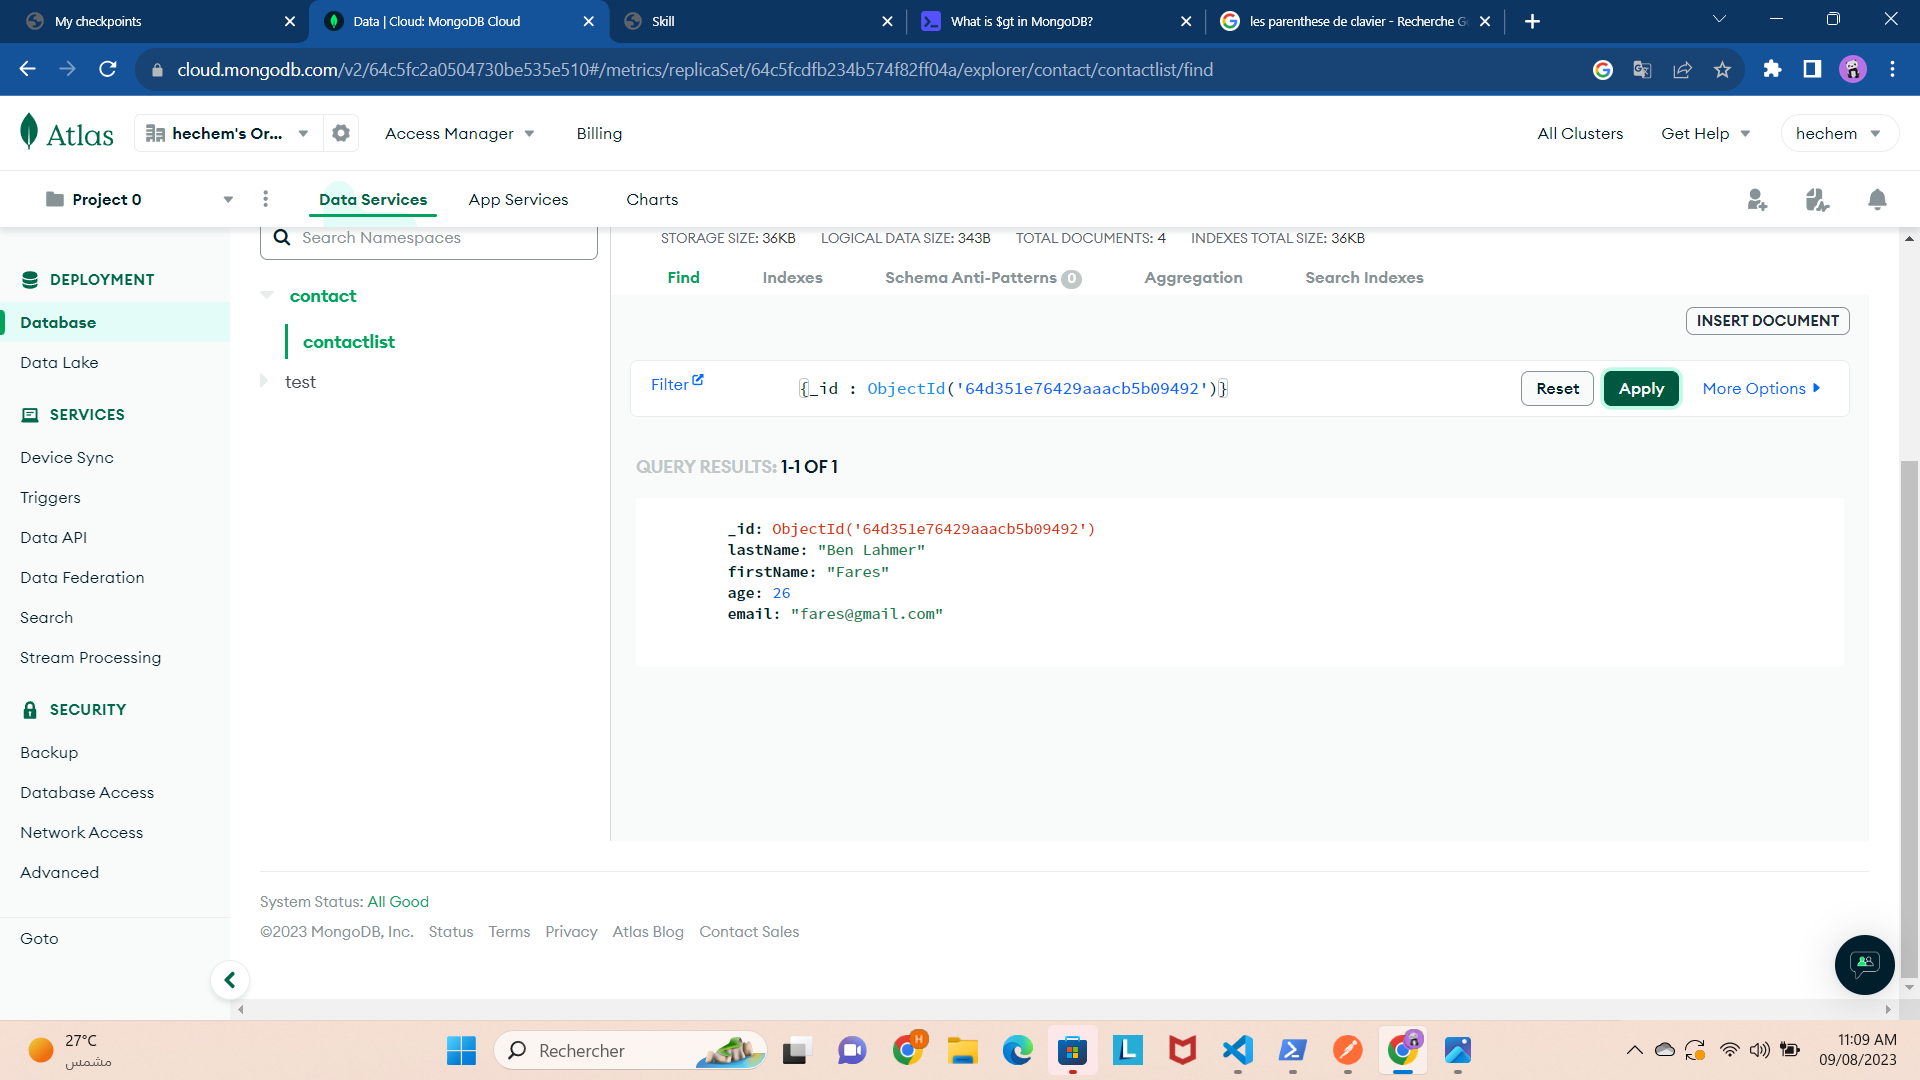 My checkpoints
Data | Cloud: MongoDB Cloud
Skill
What is $gt in MongoDB?
les parenthese de clavier - Recherche G
cloud.mongodb.com/v2/64c5fc2a0504730be535e510#/metrics/replicaSet/64c5fcdfb234b574f82ff04a/explorer/contact/contactlist/find
Atlas
hechem's Or...
Access Manager
Billing
All Clusters
Get Help
hechem
Project 0
Data Services
App Services
Charts
DEPLOYMENT
Database
Data Lake
SERVICES
Device Sync
Triggers
Data API
Data Federation
Search
Stream Processing
SECURITY
Backup
Database Access
Network Access
Advanced
Goto
Search Namespaces
contact
contactlist
test
STORAGE SIZE: 36KB LOGICAL DATA SIZE: 343B TOTAL DOCUMENTS: 4 INDEXES TOTAL SIZE: 36KB
Find
Indexes
Schema Anti-Patterns 0
Aggregation
Search Indexes
INSERT DOCUMENT
Filter
{_id : ObjectId('64d351e76429aaacb5b09492')}
Reset
Apply
More Options
QUERY RESULTS: 1-1 OF 1
_id: ObjectId('64d351e76429aaacb5b09492')
lastName: "Ben Lahmer"
firstName: "Fares"
age: 26
email: "fares@gmail.com"
System Status: All Good
©2023 MongoDB, Inc. Status Terms Privacy Atlas Blog Contact Sales
27°C
مشمس
Rechercher
H
L
11:09 AM
09/08/2023